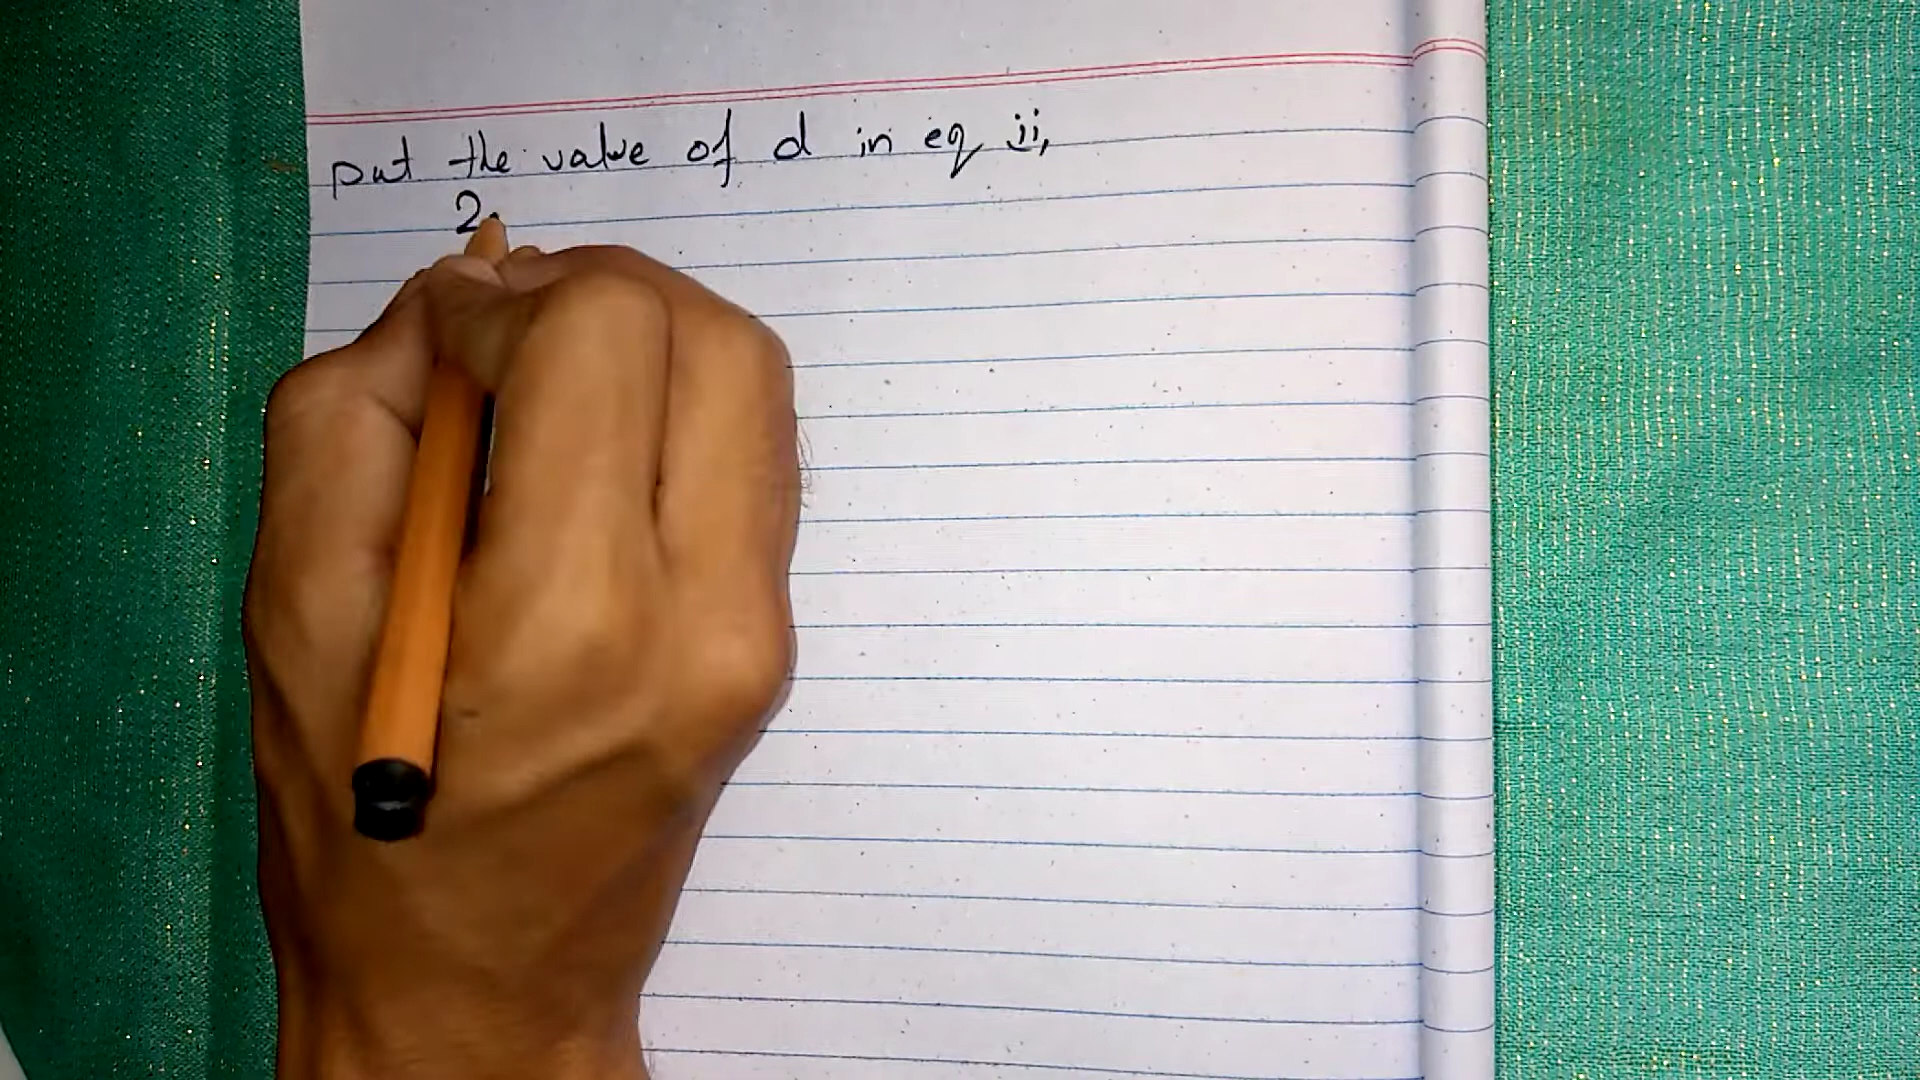 put the value of d in eq ii,
2